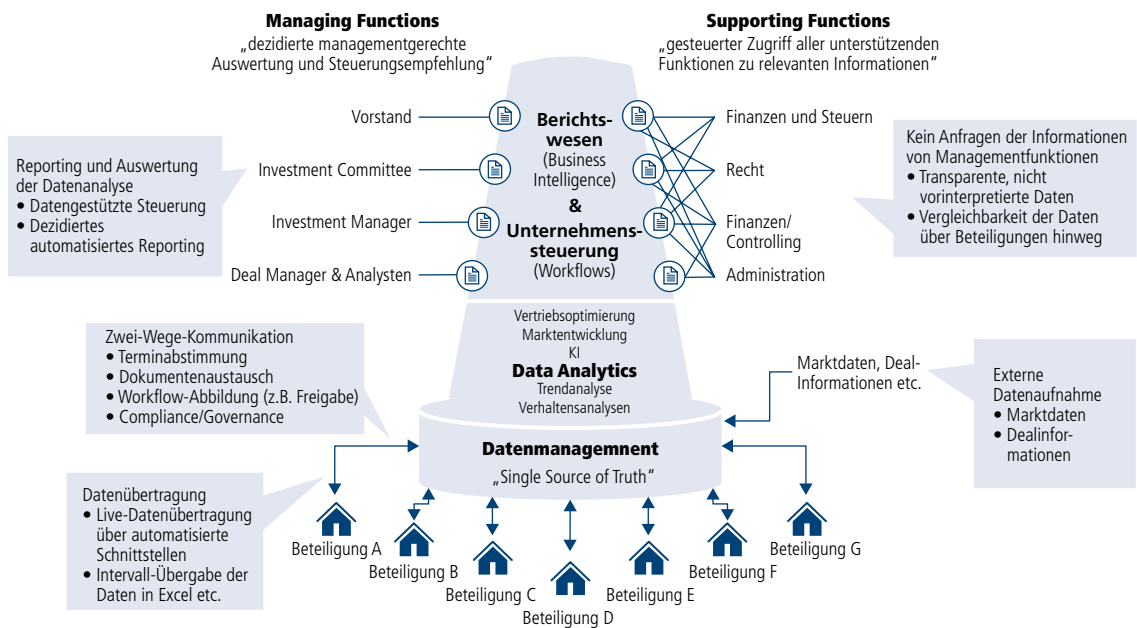 Managing Functions
„dezidierte managementgerechte
Auswertung und Steuerungsempfehlung“
Supporting Functions
„gesteuerter Zugriff aller unterstützenden
Funktionen zu relevanten Informationen“
Vorstand
Investment Committee
Investment Manager
Deal Manager & Analysten
Berichts-
wesen
(Business
Intelligence)
&
Unternehmens-
steuerung
(Workflows)
Finanzen und Steuern
Recht
Finanzen/
Controlling
Administration
Reporting und Auswertung
der Datenanalyse
• Datengestützte Steuerung
• Dezidiertes
automatisiertes Reporting
Kein Anfragen der Informationen
von Managementfunktionen
• Transparente, nicht
vorinterpretierte Daten
• Vergleichbarkeit der Daten
über Beteiligungen hinweg
Vertriebsoptimierung
Marktentwicklung
KI
Data Analytics
Trendanalyse
Verhaltensanalysen
Zwei-Wege-Kommunikation
• Terminabstimmung
• Dokumentenaustausch
• Workflow-Abbildung (z.B. Freigabe)
• Compliance/Governance
Marktdaten, Deal-
Informationen etc.
Externe
Datenaufnahme
• Marktdaten
• Dealinfor-
mationen
Datenmanagemnent
„Single Source of Truth“
Datenübertragung
• Live-Datenübertragung
über automatisierte
Schnittstellen
• Intervall-Übergabe der
Daten in Excel etc.
Beteiligung A
Beteiligung B
Beteiligung C
Beteiligung D
Beteiligung E
Beteiligung F
Beteiligung G